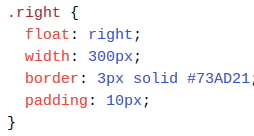 .right {
  float: right;
  width: 300px;
  border: 3px solid #73AD21;
  padding: 10px;
}